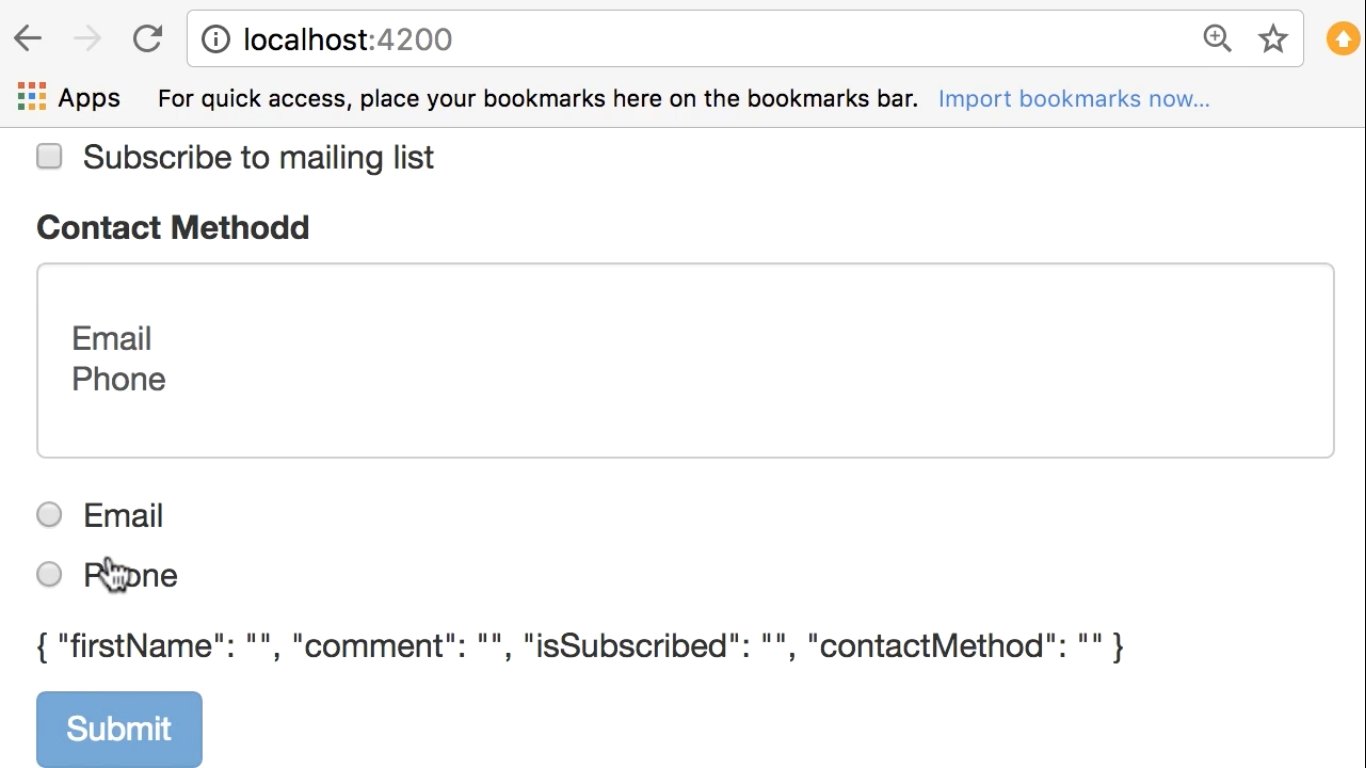 localhost:4200
Apps For quick access, place your bookmarks here on the bookmarks bar. Import bookmarks now...
Subscribe to mailing list
Contact Methodd
Email
Phone
Email
Phone
{ "firstName": "", "comment": "", "isSubscribed": "", "contactMethod": "" }
Submit